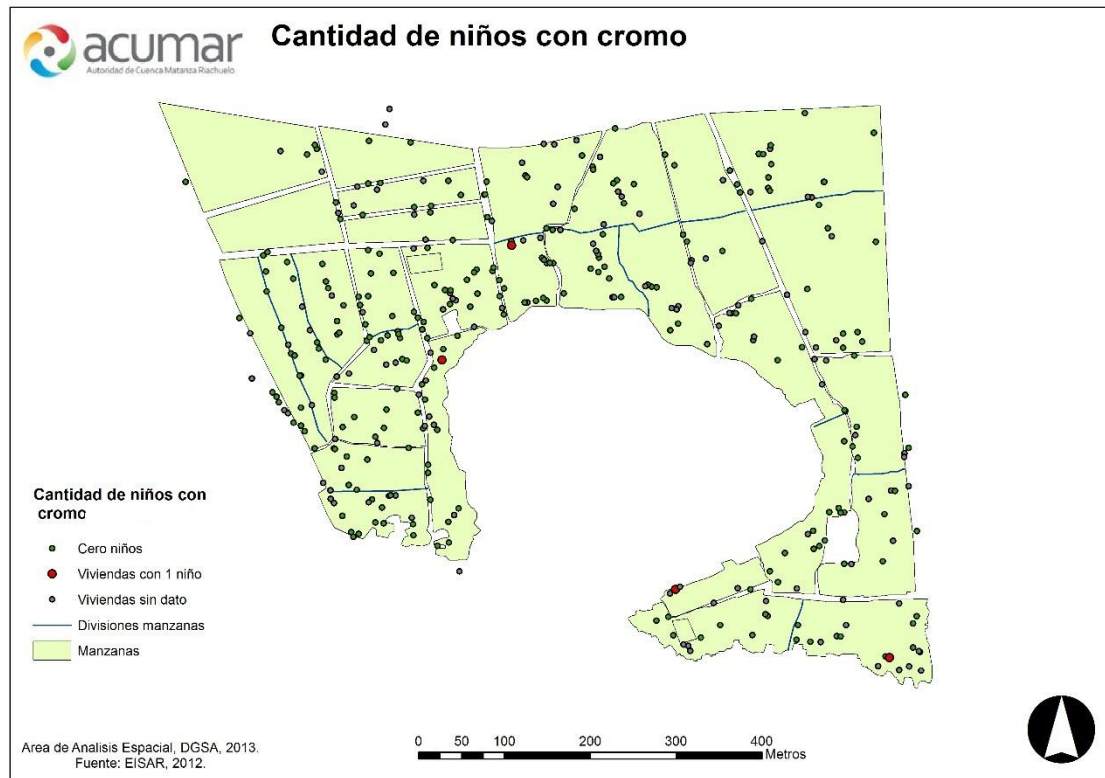 acumar
Autoridad de Cuenca Matanza Riachuelo
Cantidad de niños con cromo
Cantidad de niños con
cromo
Cero niños
Viviendas con 1 niño
Viviendas sin dato
Divisiones manzanas
Manzanas
Area de Analisis Espacial, DGSA, 2013.
Fuente: EISAR, 2012.
0 50 100 200 300 400
Metros